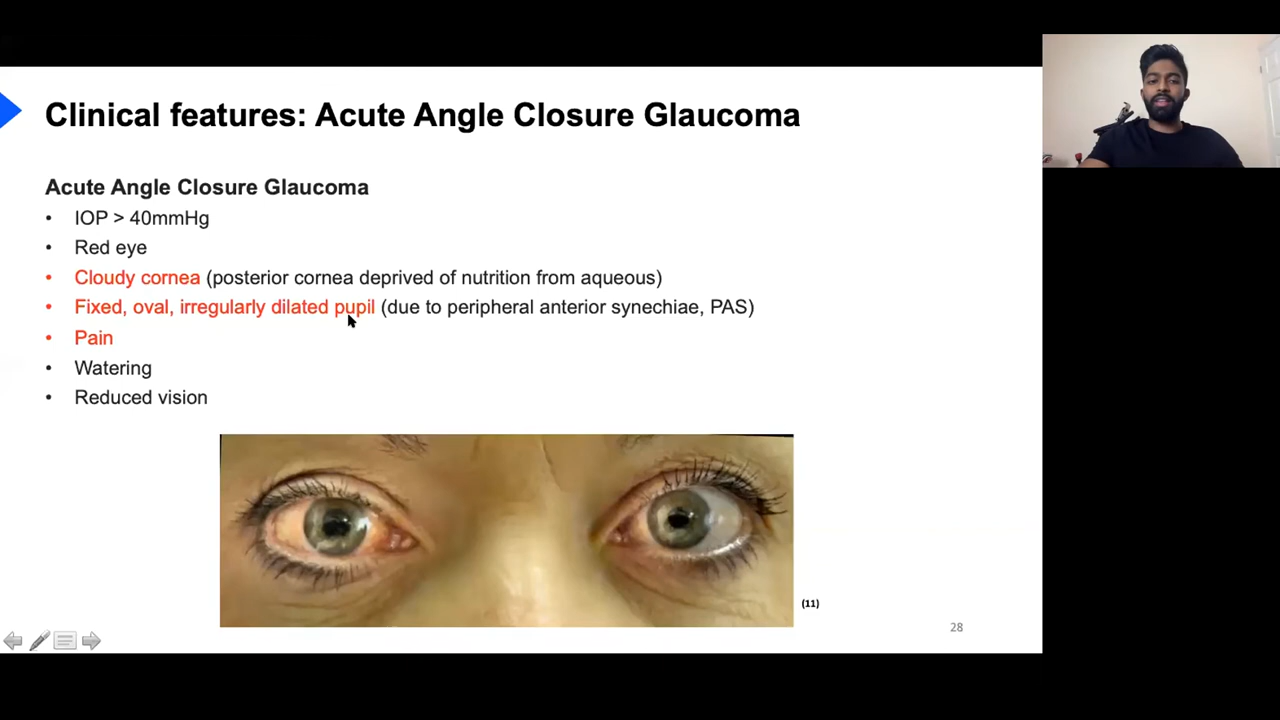 Clinical features: Acute Angle Closure Glaucoma
Acute Angle Closure Glaucoma
• IOP > 40mmHg
• Red eye
• Cloudy cornea (posterior cornea deprived of nutrition from aqueous)
• Fixed, oval, irregularly dilated pupil (due to peripheral anterior synechiae, PAS)
• Pain
• Watering
• Reduced vision
(11)
28